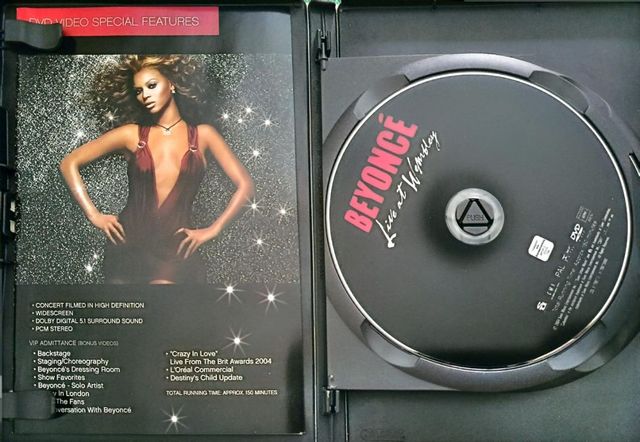 DVD VIDEO SPECIAL FEATURES
• CONCERT FILMED IN HIGH DEFINITION
• WIDESCREEN
• DOLBY DIGITAL 5.1 SURROUND SOUND
• PCM STEREO
VIP ADMITTANCE (BONUS VIDEOS)
• Backstage
• Staging/Choreography
• Beyoncé's Dressing Room
• Show Favorites
• Beyoncé - Solo Artist
In London
The Fans
With Beyoncé
• "Crazy In Love"
Live From The Brit Awards 2004
• L'Oréal Commercial
• Destiny's Child Update
TOTAL RUNNING TIME: APPROX. 150 MINUTES
BEYONCÉ
Live at Wembley
PUSH
PAL
DVD